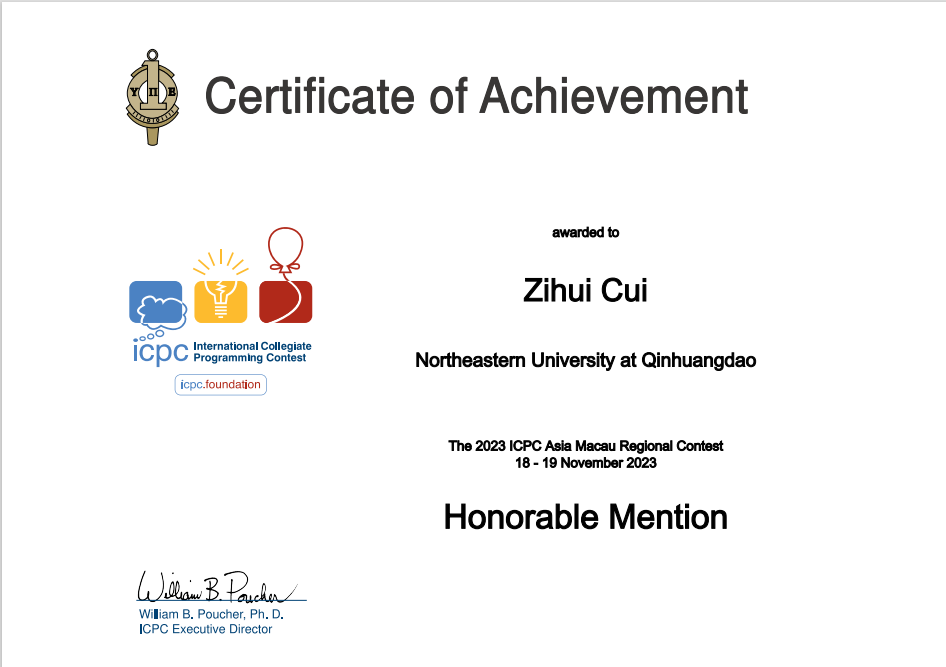 Υ Π Ε
Certificate of Achievement
awarded to
Zihui Cui
Northeastern University at Qinhuangdao
icpc International Collegiate
Programming Contest
icpc.foundation
The 2023 ICPC Asia Macau Regional Contest
18 - 19 November 2023
Honorable Mention
William B. Poucher
William B. Poucher, Ph. D.
ICPC Executive Director